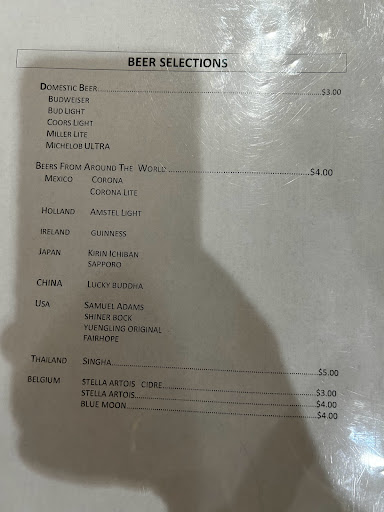 BEER SELECTIONS
DOMESTIC BEER..........$3.00
BUDWEISER
BUD LIGHT
COORS LIGHT
MILLER LITE
MICHELOB ULTRA
BEERS FROM AROUND THE WORLD..........$4.00
MEXICO CORONA
CORONA LITE
HOLLAND AMSTEL LIGHT
IRELAND GUINNESS
JAPAN KIRIN ICHIBAN
SAPPORO
CHINA LUCKY BUDDHA
USA SAMUEL ADAMS
SHINER BOCK
YUENGLING ORIGINAL
FAIRHOPE
THAILAND SINGHA..........$5.00
BELGIUM STELLA ARTOIS CIDRE..........$3.00
STELLA ARTOIS..........$4.00
BLUE MOON..........$4.00